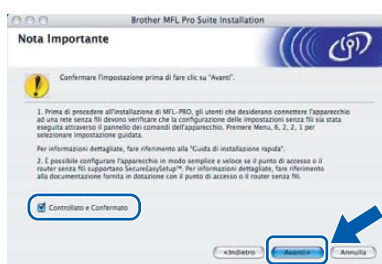 Brother MFL Pro Suite Installation
Nota Importante
Confermare l'impostazione prima di fare clic su "Avanti".
1. Prima di procedere all'installazione di MFL-PRO, gli utenti che desiderano connettere l'apparecchio
ad una rete senza fili devono verificare che la configurazione delle impostazioni senza fili sia stata
eseguita attraverso il pannello dei comandi dell'apparecchio. Premere Menu, 6, 2, 2, 1 per
selezionare Impostazione guidata.
Per informazioni dettagliate, fare riferimento alla "Guida di installazione rapida".
2. È possibile configurare l'apparecchio in modo semplice e veloce se il punto di accesso o il
router senza fili supportano SecureEasySetup™. Per informazioni dettagliate, fare riferimento
alla documentazione fornita in dotazione con il punto di accesso o il router senza fili.
Controllato e Confermato
<Indietro
Avanti>
Annulla